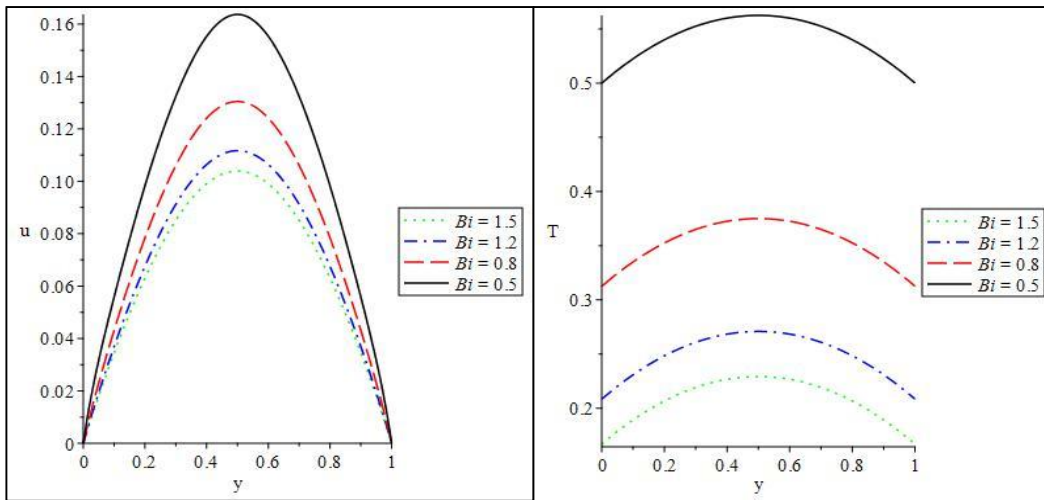 0.16
0.14
0.12
0.10
u
0.08
0.06
0.04
0.02
0
0 0.2 0.4 0.6 0.8 1
y
Bi = 1.5
Bi = 1.2
Bi = 0.8
Bi = 0.5
0.5
0.4
T
0.3
0.2
0 0.2 0.4 0.6 0.8 1
y
Bi = 1.5
Bi = 1.2
Bi = 0.8
Bi = 0.5